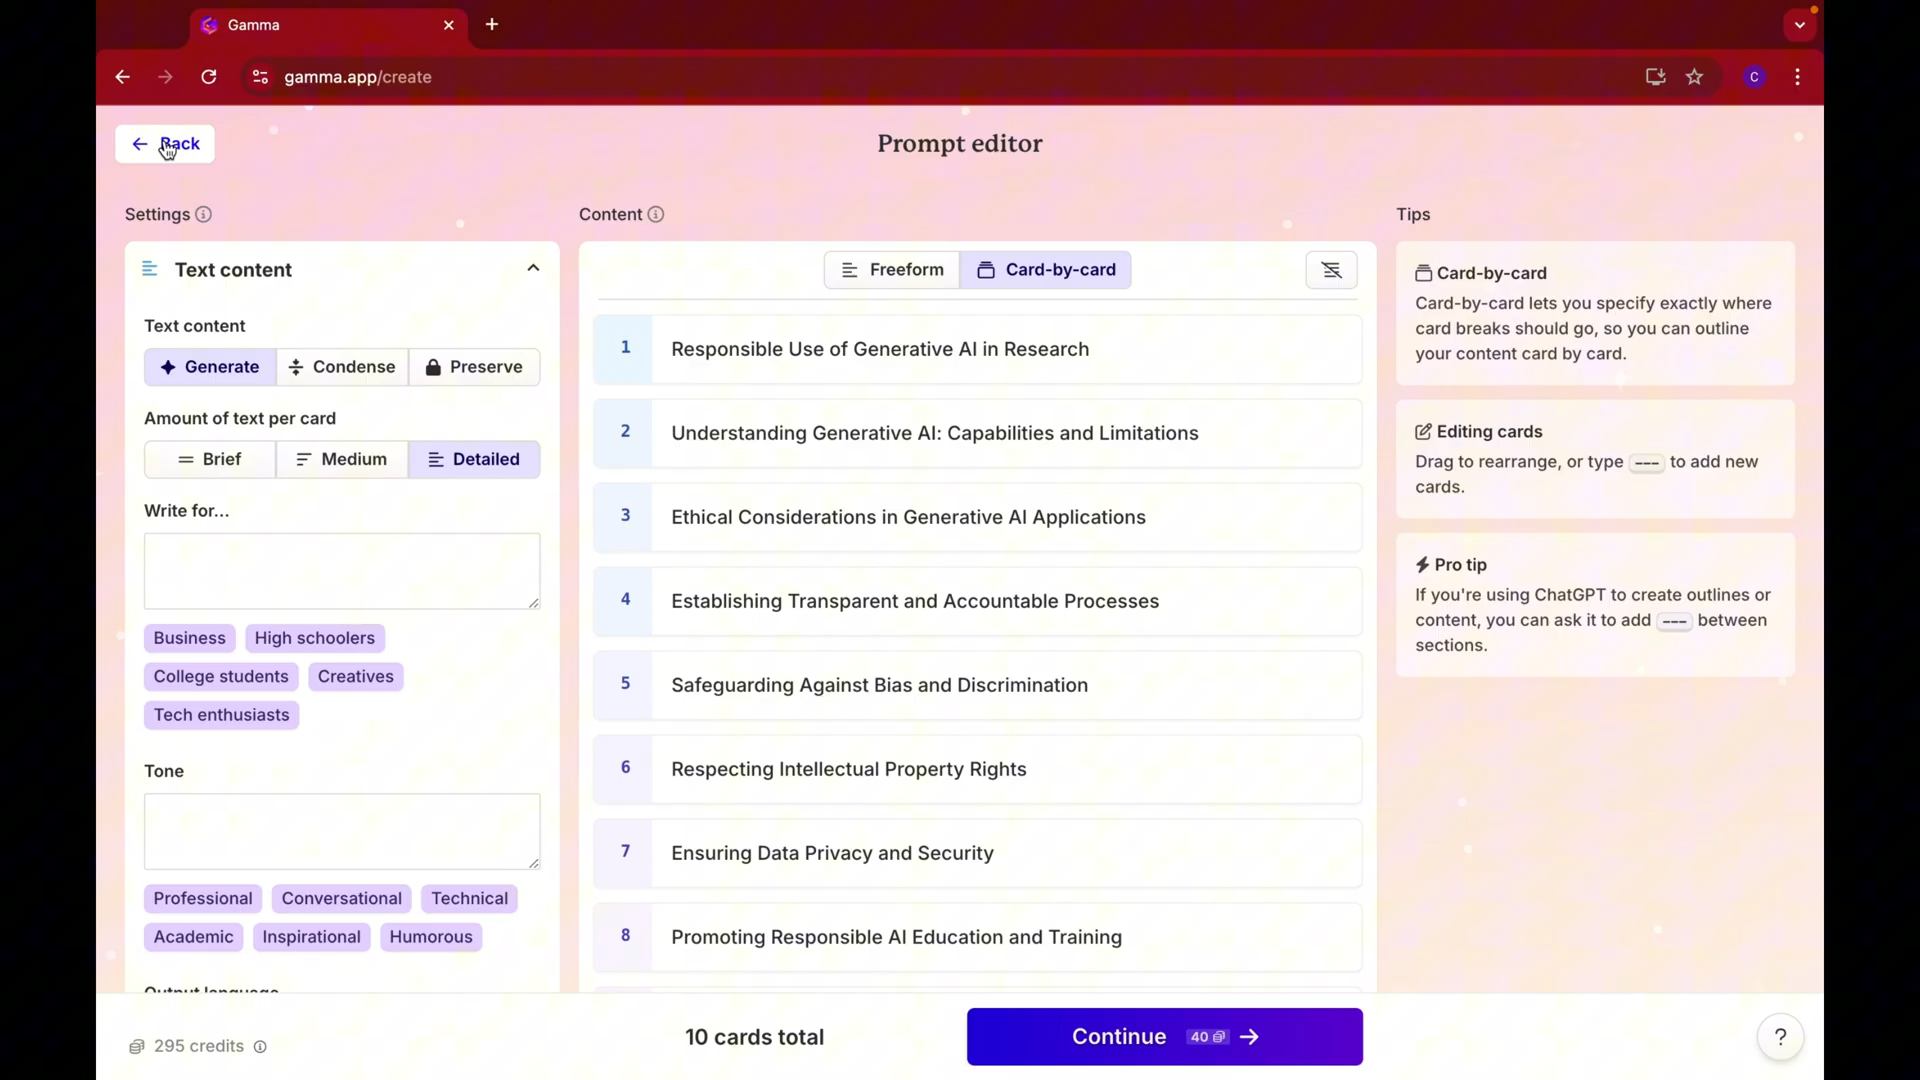 Gamma
gamma.app/create
C
Back
Prompt editor
Settings
Text content
Text content
Generate
Condense
Preserve
Amount of text per card
Brief
Medium
Detailed
Write for...
Business
High schoolers
College students
Creatives
Tech enthusiasts
Tone
Professional
Conversational
Technical
Academic
Inspirational
Humorous
Output language
295 credits
Content
Freeform
Card-by-card
1
Responsible Use of Generative AI in Research
2
Understanding Generative AI: Capabilities and Limitations
3
Ethical Considerations in Generative AI Applications
4
Establishing Transparent and Accountable Processes
5
Safeguarding Against Bias and Discrimination
6
Respecting Intellectual Property Rights
7
Ensuring Data Privacy and Security
8
Promoting Responsible AI Education and Training
10 cards total
Continue 40
Tips
Card-by-card
Card-by-card lets you specify exactly where
card breaks should go, so you can outline
your content card by card.
Editing cards
Drag to rearrange, or type --- to add new
cards.
Pro tip
If you're using ChatGPT to create outlines or
content, you can ask it to add --- between
sections.
?